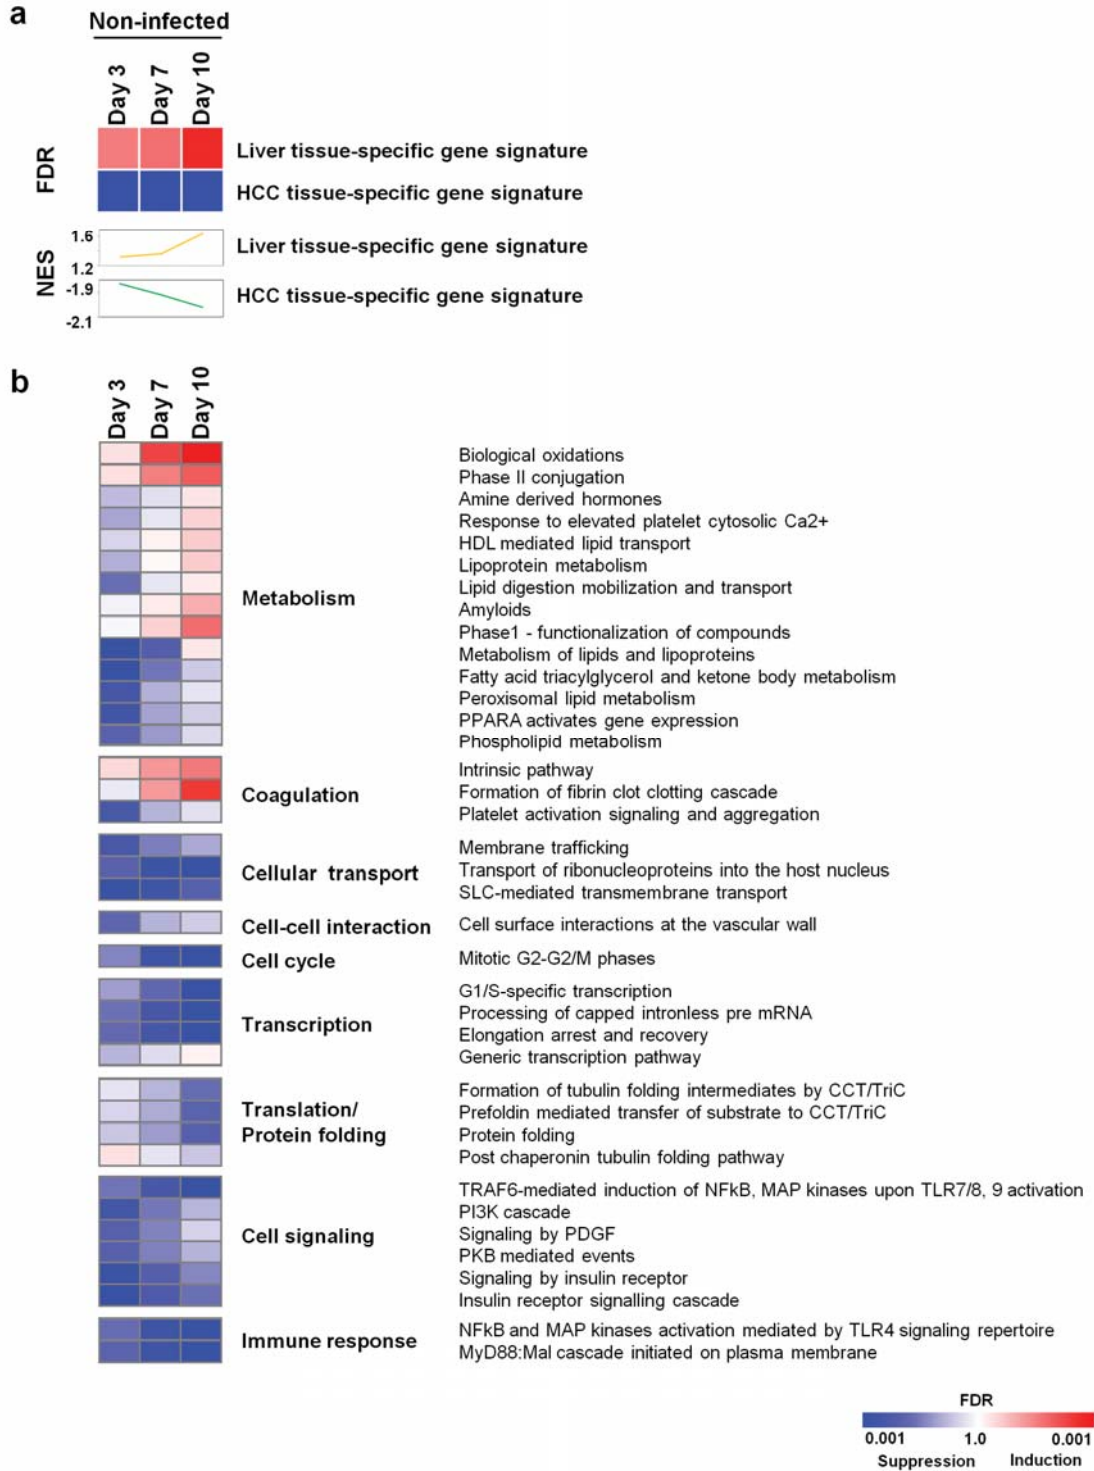 a
Non-infected
Day 3
Day 7
Day 10
FDR
Liver tissue-specific gene signature
HCC tissue-specific gene signature
NES
1.6
1.2
Liver tissue-specific gene signature
-1.9
-2.1
HCC tissue-specific gene signature
b
Day 3
Day 7
Day 10
Metabolism
Biological oxidations
Phase II conjugation
Amine derived hormones
Response to elevated platelet cytosolic Ca2+
HDL mediated lipid transport
Lipoprotein metabolism
Lipid digestion mobilization and transport
Amyloids
Phase1 - functionalization of compounds
Metabolism of lipids and lipoproteins
Fatty acid triacylglycerol and ketone body metabolism
Peroxisomal lipid metabolism
PPARA activates gene expression
Phospholipid metabolism
Coagulation
Intrinsic pathway
Formation of fibrin clot clotting cascade
Platelet activation signaling and aggregation
Cellular transport
Membrane trafficking
Transport of ribonucleoproteins into the host nucleus
SLC-mediated transmembrane transport
Cell-cell interaction
Cell surface interactions at the vascular wall
Cell cycle
Mitotic G2-G2/M phases
Transcription
G1/S-specific transcription
Processing of capped intronless pre mRNA
Elongation arrest and recovery
Generic transcription pathway
Translation/
Protein folding
Formation of tubulin folding intermediates by CCT/TriC
Prefoldin mediated transfer of substrate to CCT/TriC
Protein folding
Post chaperonin tubulin folding pathway
Cell signaling
TRAF6-mediated induction of NFkB, MAP kinases upon TLR7/8, 9 activation
PI3K cascade
Signaling by PDGF
PKB mediated events
Signaling by insulin receptor
Insulin receptor signalling cascade
Immune response
NFkB and MAP kinases activation mediated by TLR4 signaling repertoire
MyD88:Mal cascade initiated on plasma membrane
FDR
0.001 1.0 0.001
Suppression Induction